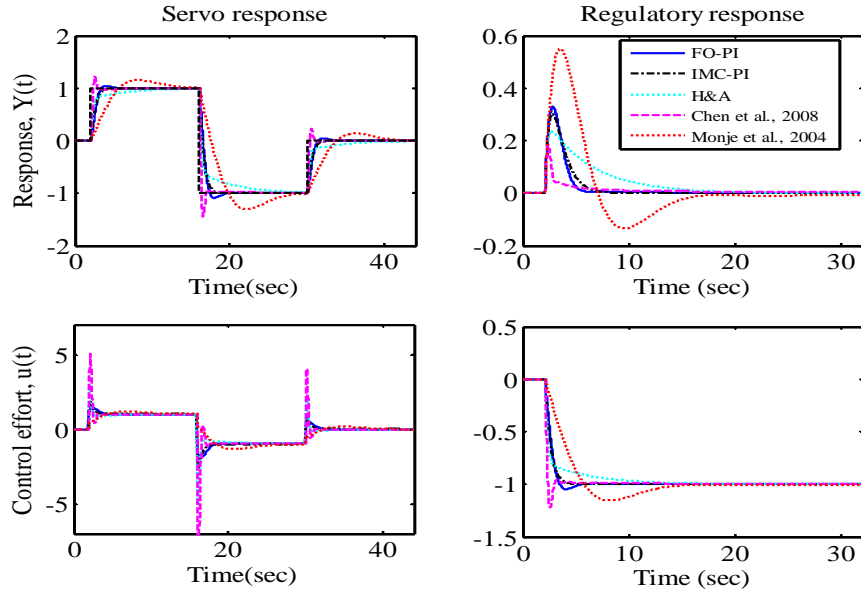 Servo response
Regulatory response
Response, Y(t)
2
1
0
-1
-2
0
20
40
Time(sec)
0.6
0.4
0.2
0
-0.2
0
10
20
30
Time (sec)
FO-PI
IMC-PI
H&A
Chen et al., 2008
Monje et al., 2004
Control effort, u(t)
5
0
-5
0
20
40
Time(sec)
0.5
0
-0.5
-1
-1.5
0
10
20
30
Time (sec)